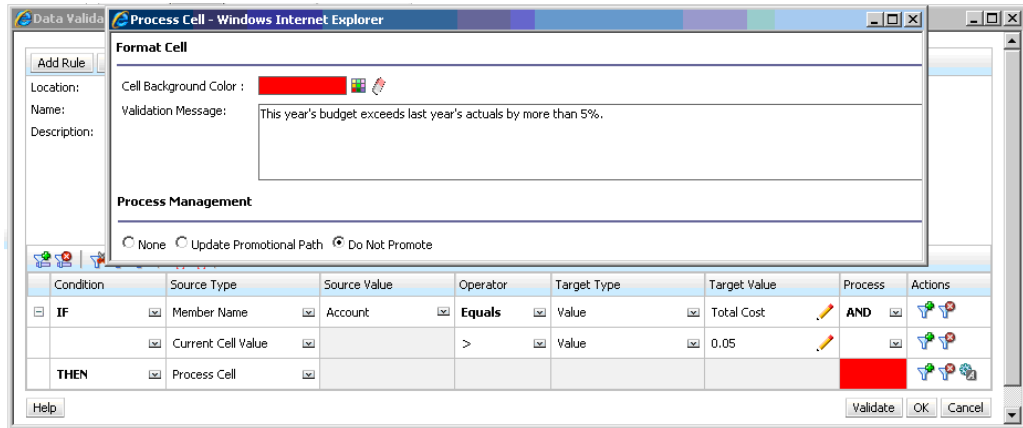 Data Valida
Process Cell - Windows Internet Explorer
Format Cell
Add Rule
Location:
Cell Background Color :
Name:
Validation Message:
This year's budget exceeds last year's actuals by more than 5%.
Description:
Process Management
None Update Promotional Path Do Not Promote
Condition Source Type Source Value Operator Target Type Target Value Process Actions
IF Member Name Account Equals Value Total Cost AND
Current Cell Value > Value 0.05
THEN Process Cell
Help Validate OK Cancel